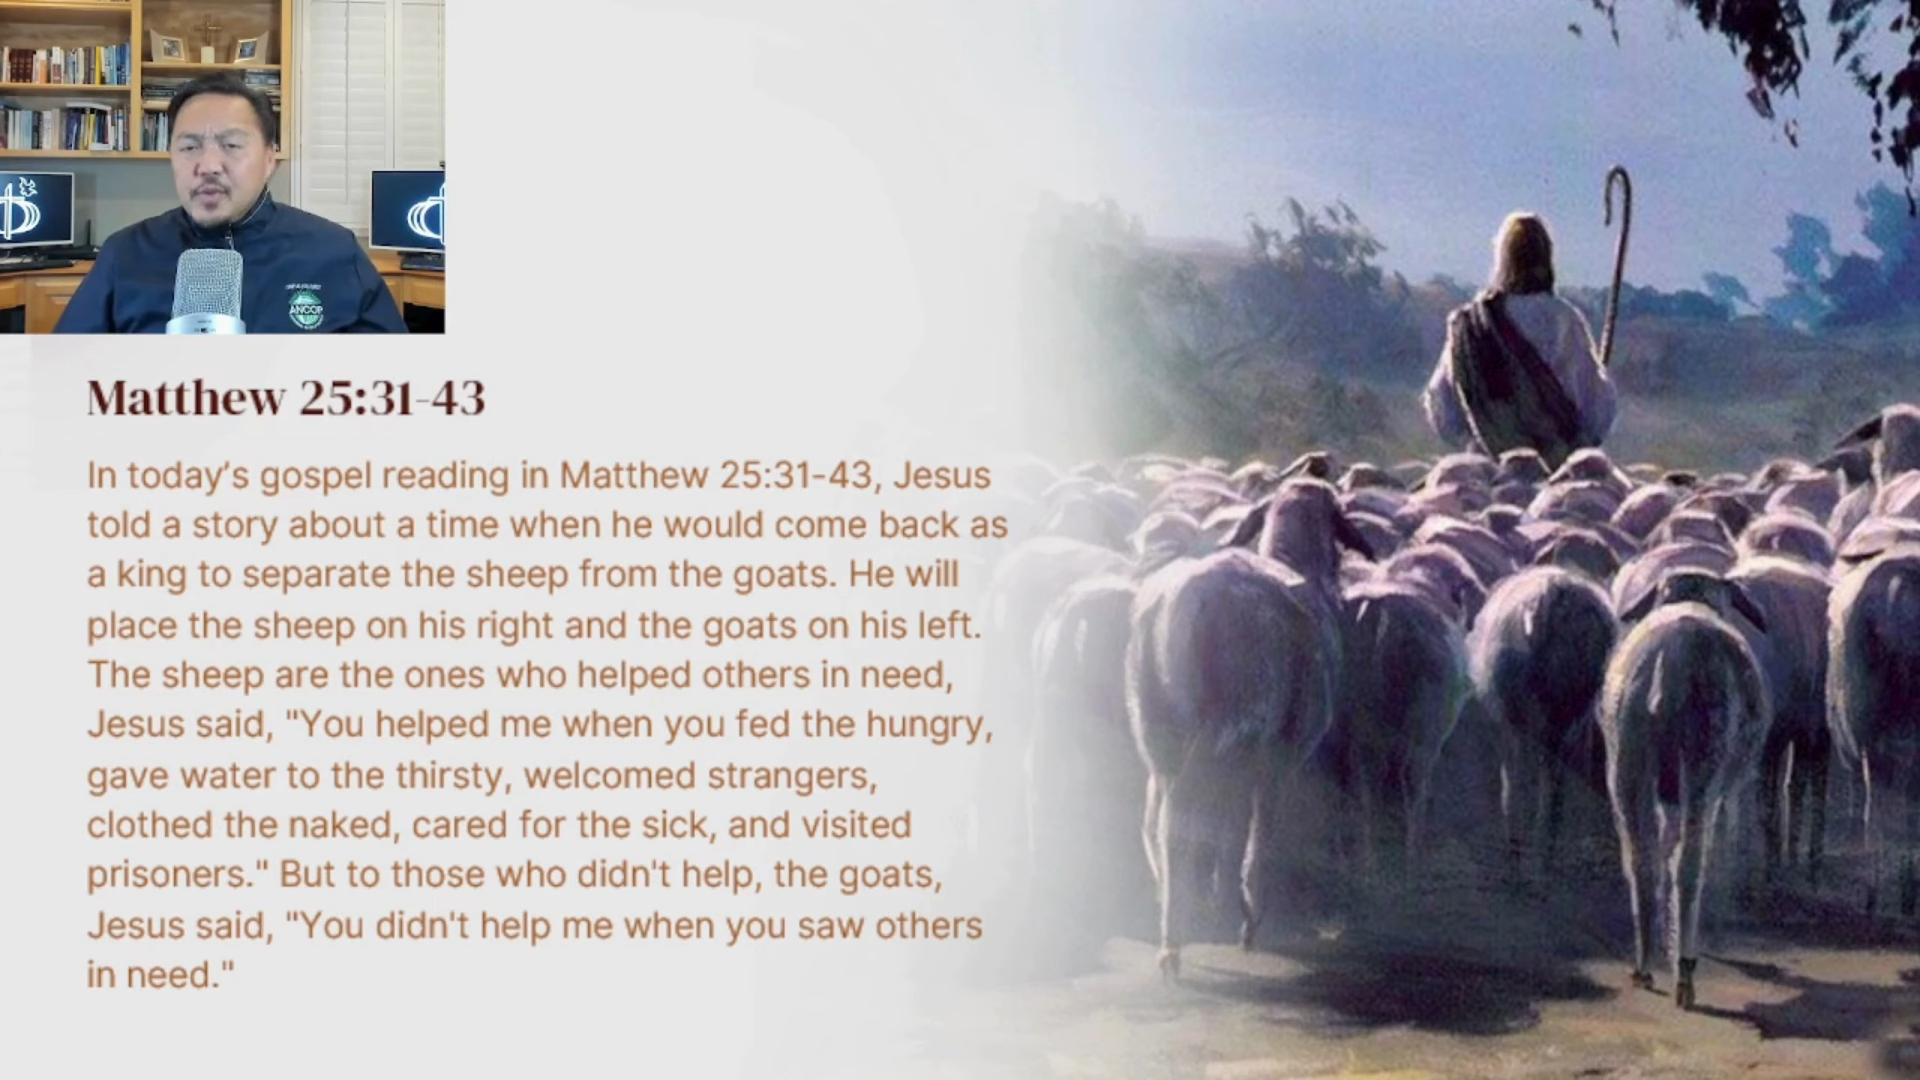 ANCOP
Matthew 25:31-43
In today’s gospel reading in Matthew 25:31-43, Jesus
told a story about a time when he would come back as
a king to separate the sheep from the goats. He will
place the sheep on his right and the goats on his left.
The sheep are the ones who helped others in need,
Jesus said, "You helped me when you fed the hungry,
gave water to the thirsty, welcomed strangers,
clothed the naked, cared for the sick, and visited
prisoners." But to those who didn't help, the goats,
Jesus said, "You didn't help me when you saw others
in need."